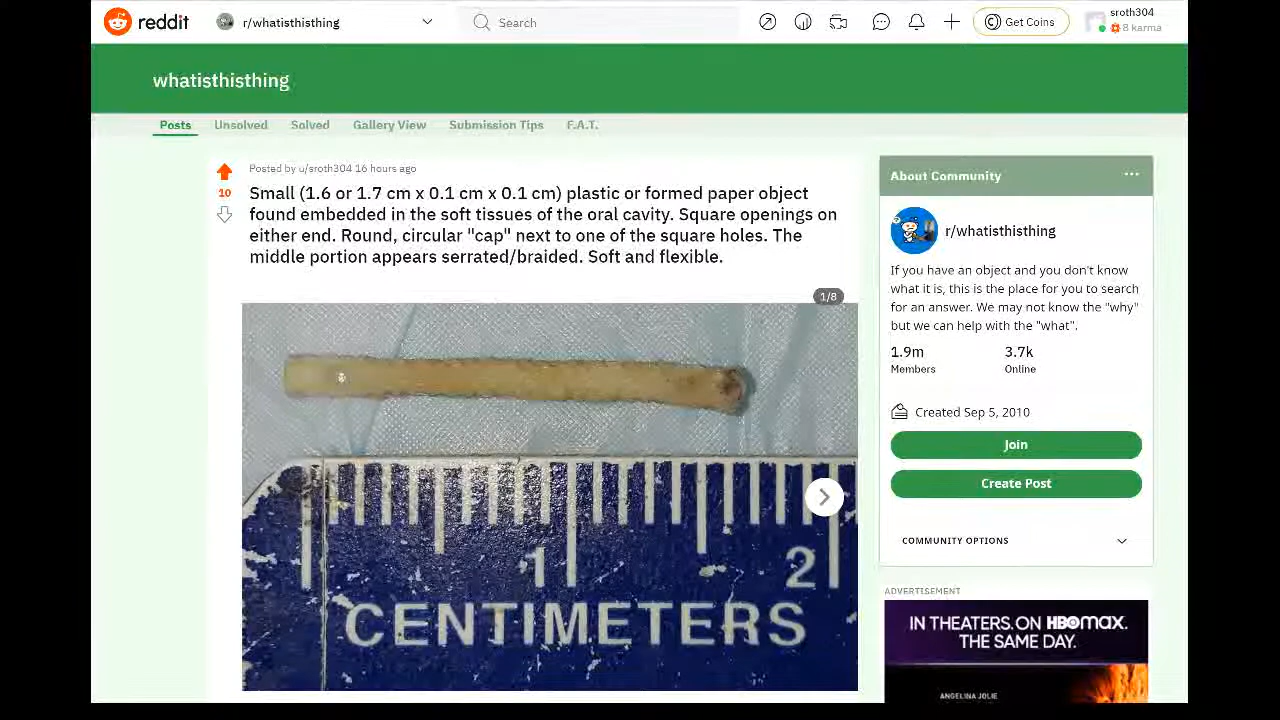 reddit
r/whatisthisthing
Search
Get Coins
sroth304
8 karma
whatisthisthing
Posts
Unsolved
Solved
Gallery View
Submission Tips
F.A.T.
Posted by u/sroth304 16 hours ago
10
Small (1.6 or 1.7 cm x 0.1 cm x 0.1 cm) plastic or formed paper object
found embedded in the soft tissues of the oral cavity. Square openings on
either end. Round, circular "cap" next to one of the square holes. The
middle portion appears serrated/braided. Soft and flexible.
1/8
1
2
CENTIMETERS
About Community
r/whatisthisthing
If you have an object and you don't know
what it is, this is the place for you to search
for an answer. We may not know the "why"
but we can help with the "what".
1.9m
3.7k
Members
Online
Created Sep 5, 2010
Join
Create Post
COMMUNITY OPTIONS
ADVERTISEMENT
IN THEATERS. ON HBOMAX.
THE SAME DAY.
ANGELINA JOLIE